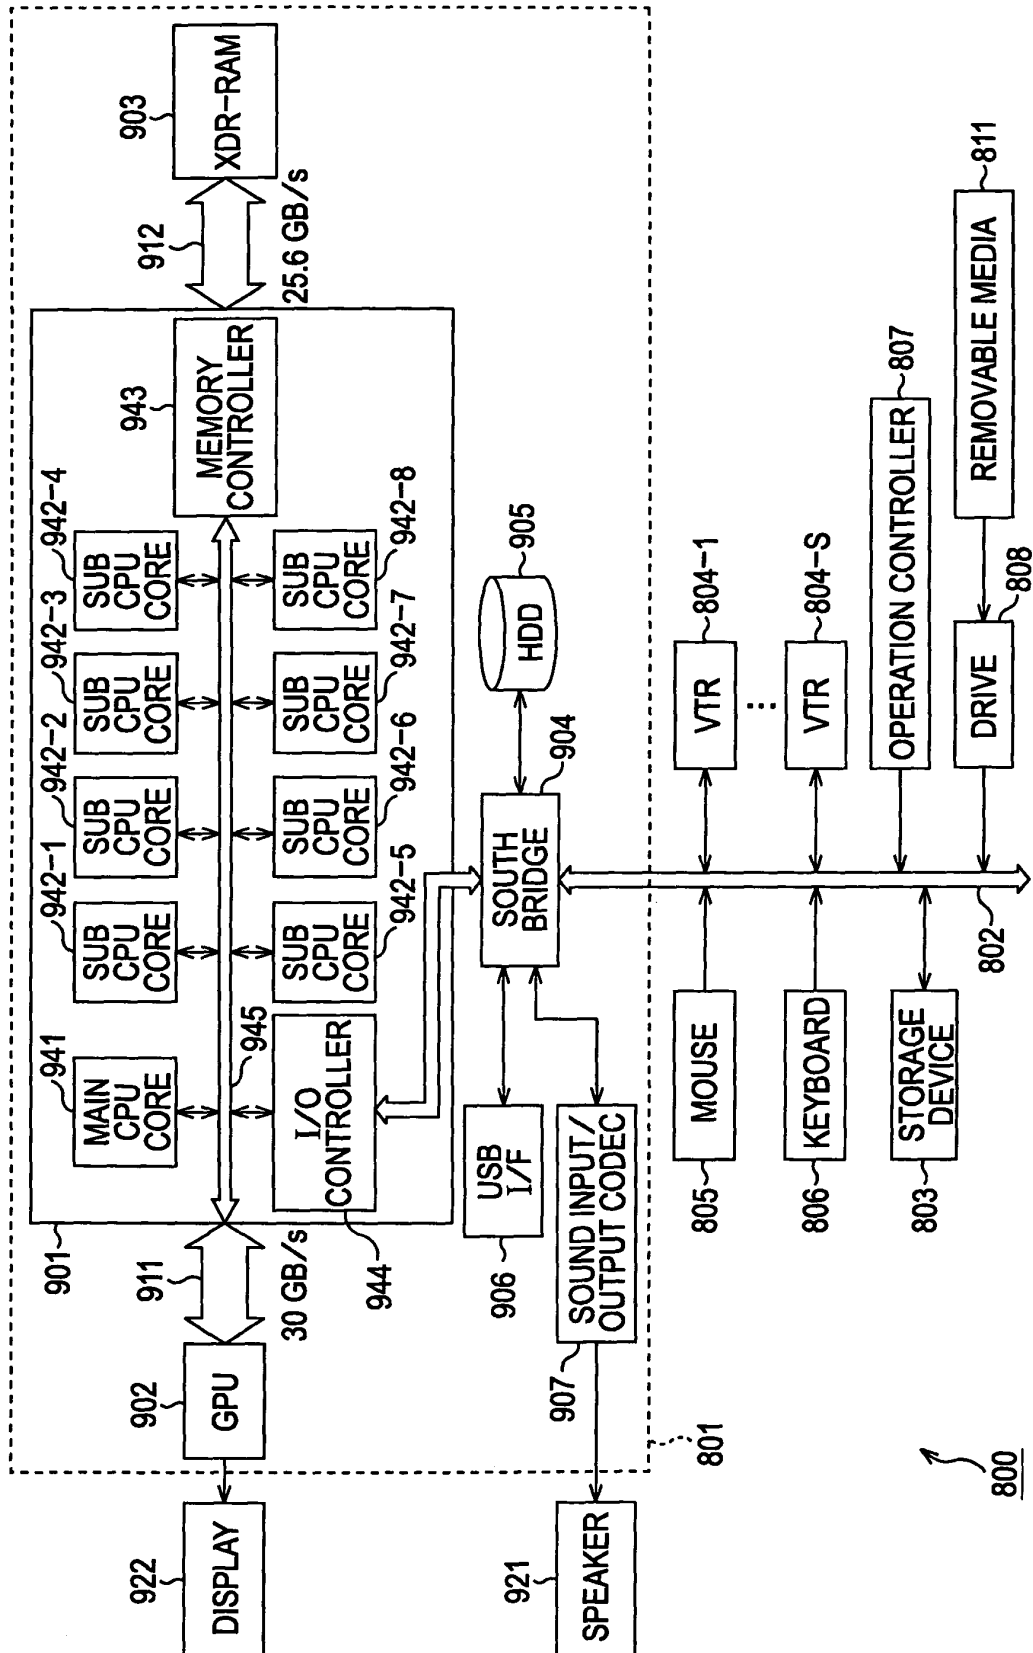 903
XDR-RAM
912
25.6 GB/s
901
943
MEMORY
CONTROLLER
941
MAIN
CPU
CORE
942-1
SUB
CPU
CORE
942-2
SUB
CPU
CORE
942-3
SUB
CPU
CORE
942-4
SUB
CPU
CORE
945
I/O
CONTROLLER
944
SUB
CPU
CORE
942-5
SUB
CPU
CORE
942-6
SUB
CPU
CORE
942-7
SUB
CPU
CORE
942-8
911
30 GB/s
902
GPU
922
DISPLAY
HDD
905
904
SOUTH
BRIDGE
USB
I/F
906
SOUND INPUT/
OUTPUT CODEC
907
921
SPEAKER
801
VTR
804-1
...
VTR
804-S
OPERATION CONTROLLER
807
DRIVE
808
REMOVABLE MEDIA
811
MOUSE
805
KEYBOARD
806
STORAGE
DEVICE
803
802
800